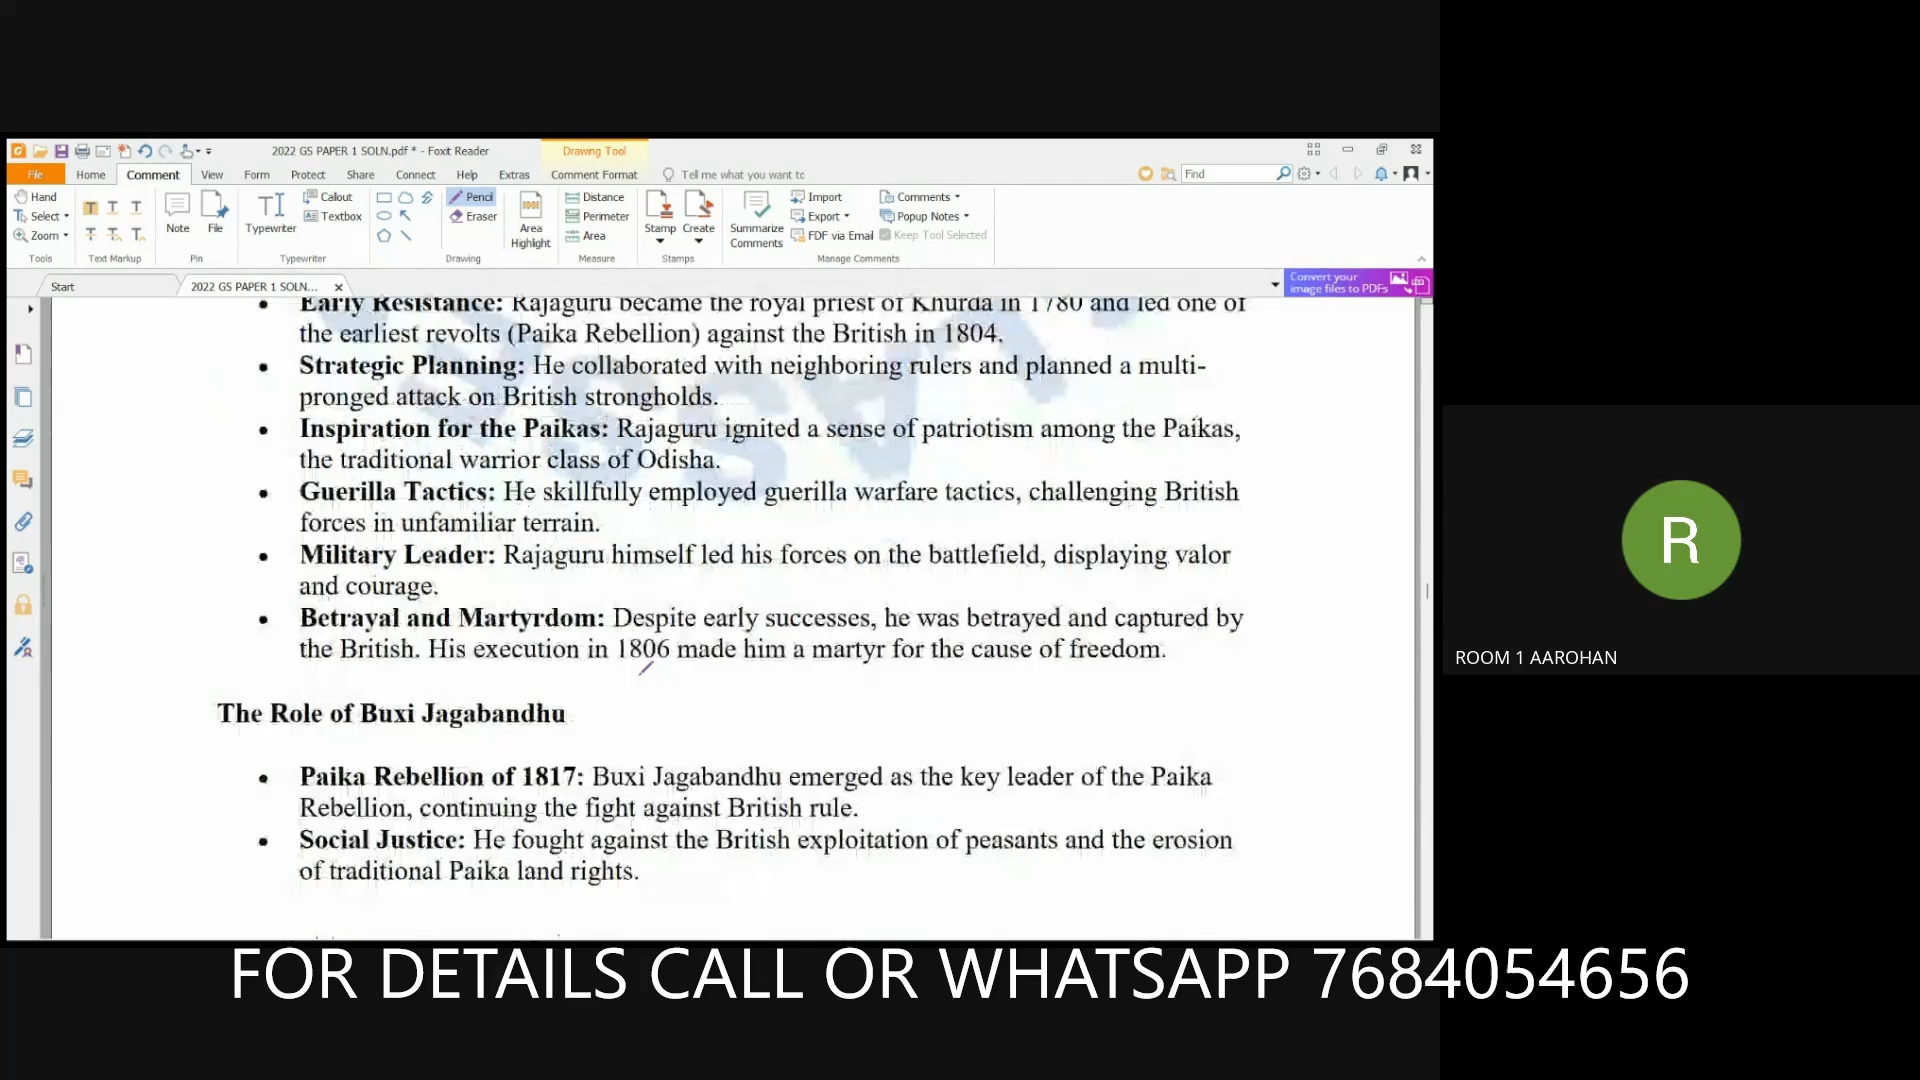 2022 GS PAPER 1 SOLN.pdf * - Foxit Reader
Drawing Tool
File
Home
Comment
View
Form
Protect
Share
Connect
Help
Extras
Comment Format
Tell me what you want to
Find
Hand
Select
Zoom
Tools
Text Markup
Note
File
Pin
Typewriter
Callout
Textbox
Typewriter
Pencil
Eraser
Drawing
Area
Highlight
Distance
Perimeter
Area
Measure
Stamp
Create
Stamps
Summarize
Comments
Import
Export
FDF via Email
Comments
Popup Notes
Keep Tool Selected
Manage Comments
Start
2022 GS PAPER 1 SOLN...
Convert your
image files to PDFs
• Early Resistance: Rajaguru became the royal priest of Khurda in 1780 and led one of
the earliest revolts (Paika Rebellion) against the British in 1804.
• Strategic Planning: He collaborated with neighboring rulers and planned a multi-
pronged attack on British strongholds.
• Inspiration for the Paikas: Rajaguru ignited a sense of patriotism among the Paikas,
the traditional warrior class of Odisha.
• Guerilla Tactics: He skillfully employed guerilla warfare tactics, challenging British
forces in unfamiliar terrain.
• Military Leader: Rajaguru himself led his forces on the battlefield, displaying valor
and courage.
• Betrayal and Martyrdom: Despite early successes, he was betrayed and captured by
the British. His execution in 1806 made him a martyr for the cause of freedom.
The Role of Buxi Jagabandhu
• Paika Rebellion of 1817: Buxi Jagabandhu emerged as the key leader of the Paika
Rebellion, continuing the fight against British rule.
• Social Justice: He fought against the British exploitation of peasants and the erosion
of traditional Paika land rights.
R
ROOM 1 AAROHAN
FOR DETAILS CALL OR WHATSAPP 7684054656